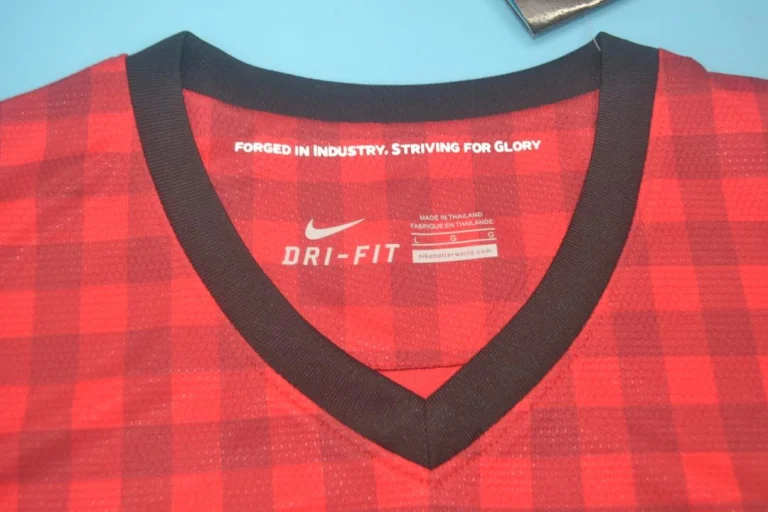 FORGED IN INDUSTRY. STRIVING FOR GLORY
MADE IN THAILAND
FABRIQUE EN THAILANDE
L G G
DRI-FIT
nikebetterworld.com